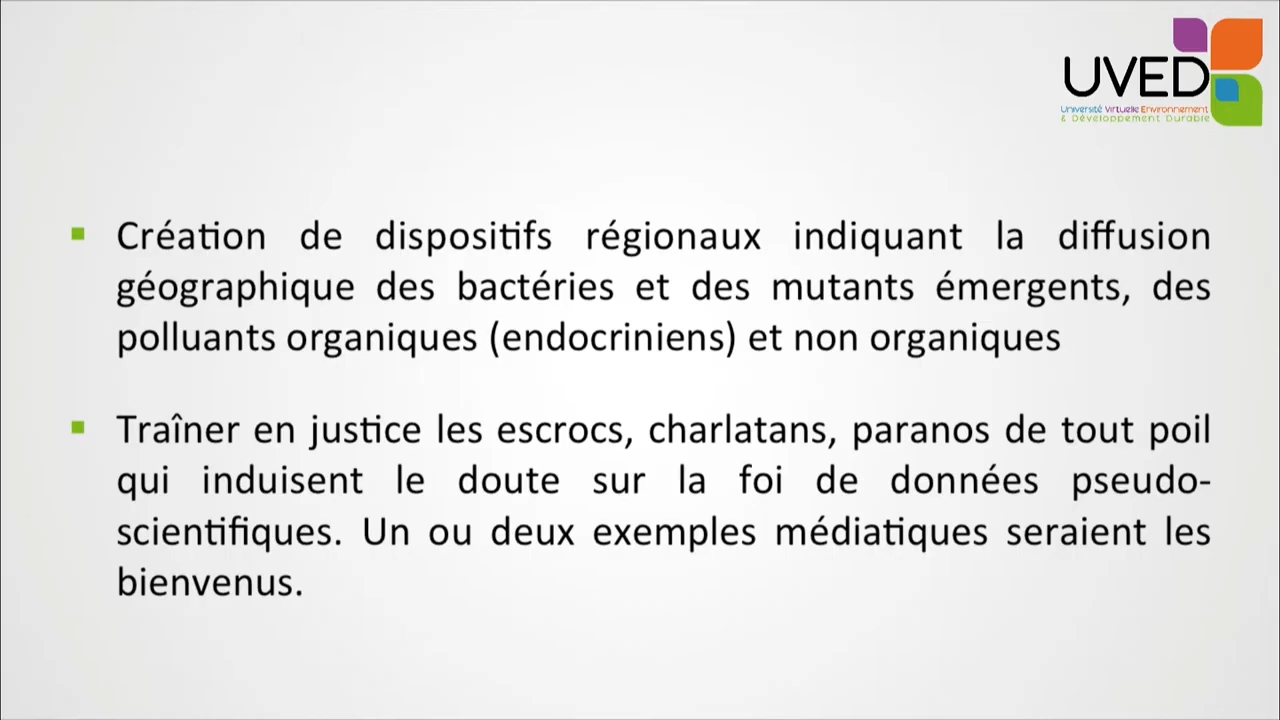 UVED
Université Virtuelle Environnement
& Développement Durable
Création de dispositifs régionaux indiquant la diffusion
géographique des bactéries et des mutants émergents, des
polluants organiques (endocriniens) et non organiques
Traîner en justice les escrocs, charlatans, paranos de tout poil
qui induisent le doute sur la foi de données pseudo-
scientifiques. Un ou deux exemples médiatiques seraient les
bienvenus.